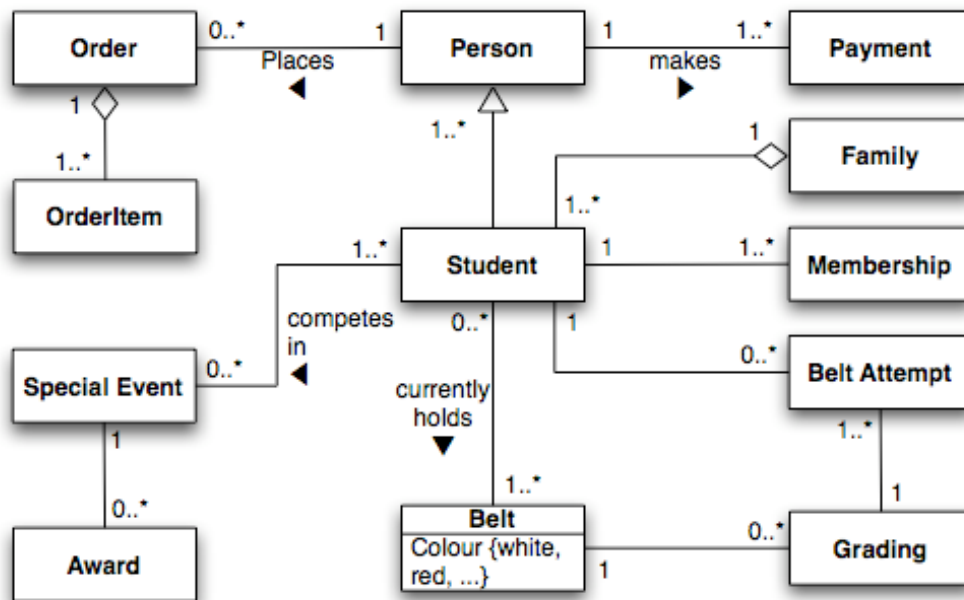 Order
0..*
1
Places
Person
1
1..*
makes
Payment
1
1..*
OrderItem
1..*
1
Family
1..*
Student
1..*
1
1..*
Membership
competes
in
0..*
0..*
1
0..*
Belt Attempt
Special Event
currently
holds
1
0..*
Award
1..*
Belt
Colour {white,
red, ...}
1..*
1
0..*
1
Grading